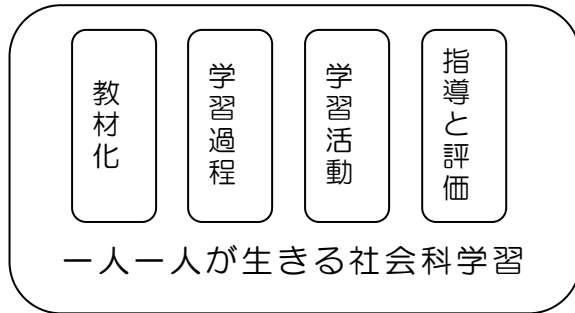 教材化
学習過程
学習活動
指導と評価
一人一人が生きる社会科学習